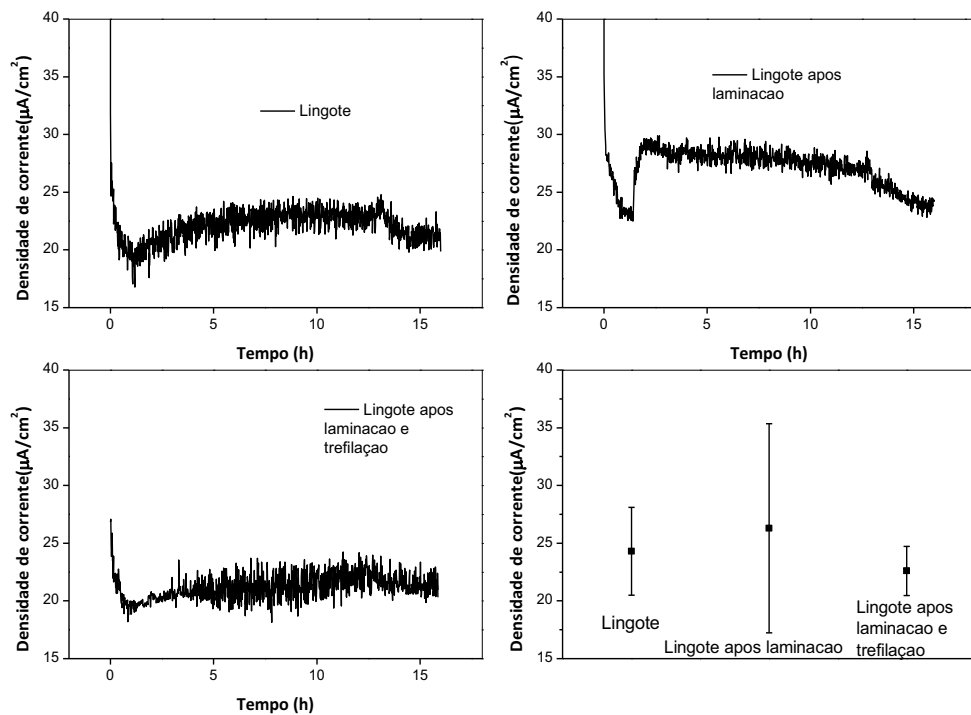 40
35
30
25
20
15
0
5
10
15
Densidade de corrente(µA/cm²)
Tempo (h)
Lingote
40
35
30
25
20
15
0
5
10
15
Densidade de corrente(µA/cm²)
Tempo (h)
Lingote apos
laminacao
40
35
30
25
20
15
0
5
10
15
Densidade de corrente(µA/cm²)
Tempo (h)
Lingote apos
laminacao e
trefilaçao
40
35
30
25
20
15
Densidade de corrente(µA/cm²)
Lingote
Lingote apos laminacao
Lingote apos
laminacao e
trefilaçao